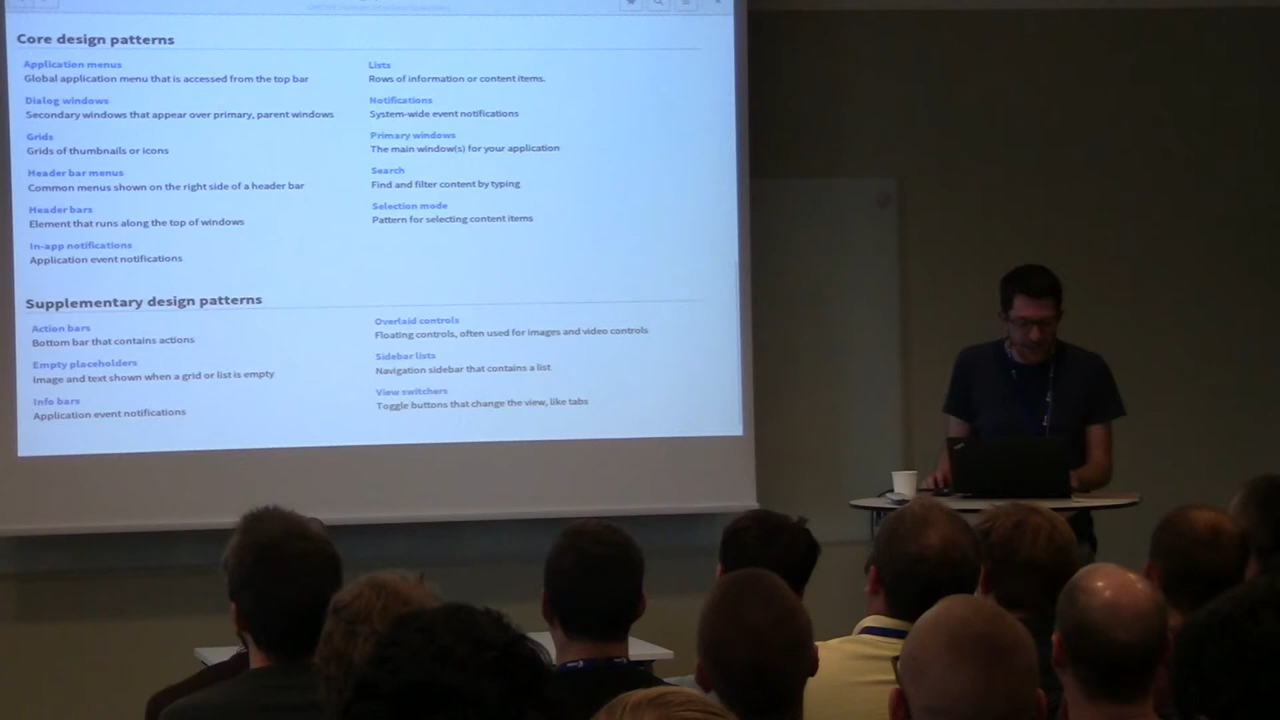 Core design patterns
Application menus
Global application menu that is accessed from the top bar
Dialog windows
Secondary windows that appear over primary, parent windows
Grids
Grids of thumbnails or icons
Header bar menus
Common menus shown on the right side of a header bar
Header bars
Element that runs along the top of windows
In-app notifications
Application event notifications
Lists
Rows of information or content items.
Notifications
System-wide event notifications
Primary windows
The main window(s) for your application
Search
Find and filter content by typing
Selection mode
Pattern for selecting content items
Supplementary design patterns
Action bars
Bottom bar that contains actions
Empty placeholders
Image and text shown when a grid or list is empty
Info bars
Application event notifications
Overlaid controls
Floating controls, often used for images and video controls
Sidebar lists
Navigation sidebar that contains a list
View switchers
Toggle buttons that change the view, like tabs